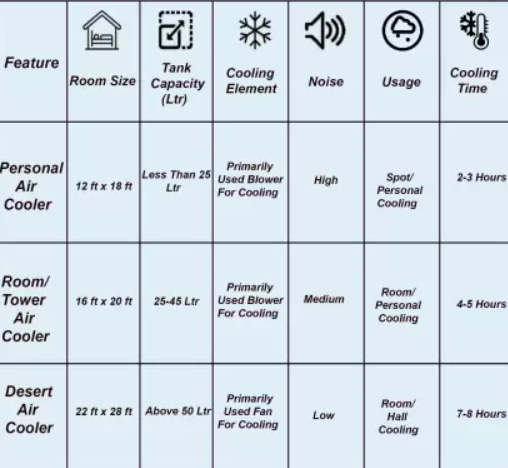 Feature
Room Size
Tank
Capacity
(Ltr)
Cooling
Element
Noise
Usage
Cooling
Time
Personal
Air
Cooler
12 ft x 18 ft
Less Than 25
Ltr
Primarily
Used Blower
For Cooling
High
Spot/
Personal
Cooling
2-3 Hours
Room/
Tower
Air
Cooler
16 ft x 20 ft
25-45 Ltr
Primarily
Used Blower
For Cooling
Medium
Room/
Personal
Cooling
4-5 Hours
Desert
Air
Cooler
22 ft x 28 ft
Above 50 Ltr
Primarily
Used Fan
For Cooling
Low
Room/
Hall
Cooling
7-8 Hours